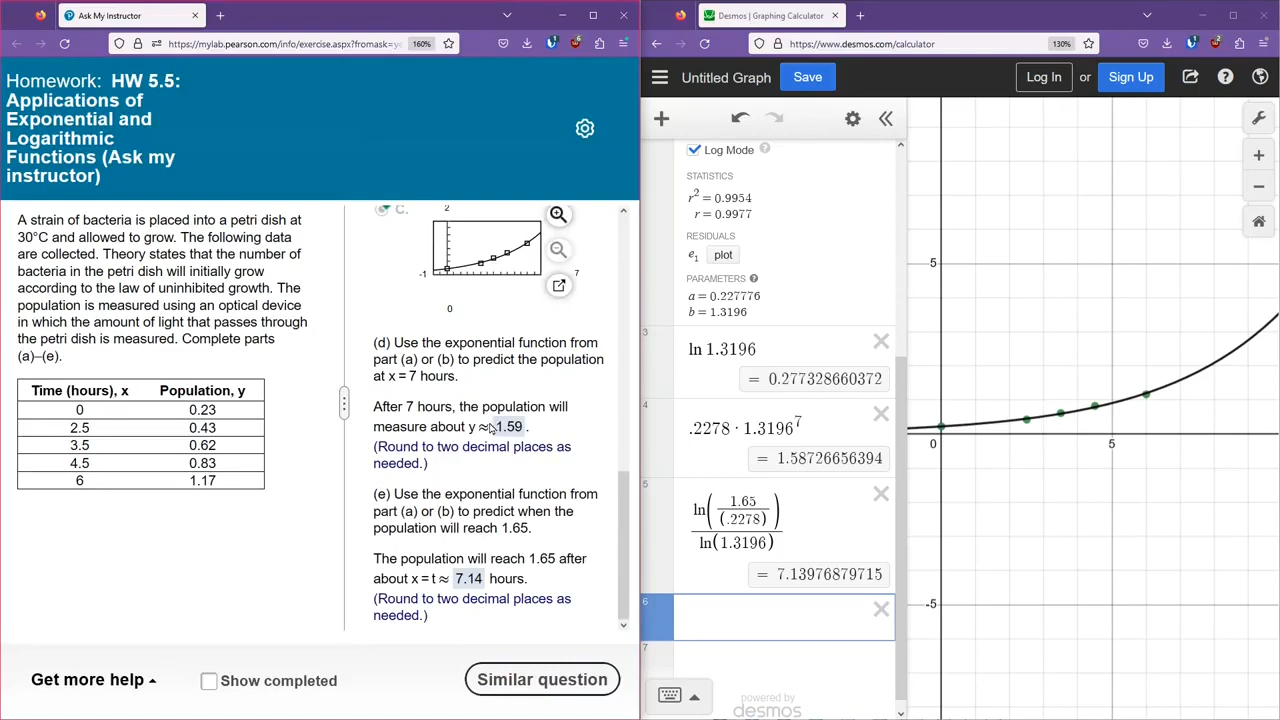 Ask My Instructor
https://mylab.pearson.com/info/exercise.aspx?fromask=ye
160%
Homework: HW 5.5:
Applications of
Exponential and
Logarithmic
Functions (Ask my
instructor)
A strain of bacteria is placed into a petri dish at
30°C and allowed to grow. The following data
are collected. Theory states that the number of
bacteria in the petri dish will initially grow
according to the law of uninhibited growth. The
population is measured using an optical device
in which the amount of light that passes through
the petri dish is measured. Complete parts
(a)–(e).
Time (hours), x Population, y
0 0.23
2.5 0.43
3.5 0.62
4.5 0.83
6 1.17
C.
2
-1
7
0
(d) Use the exponential function from
part (a) or (b) to predict the population
at x = 7 hours.
After 7 hours, the population will
measure about y ≈ 1.59 .
(Round to two decimal places as
needed.)
(e) Use the exponential function from
part (a) or (b) to predict when the
population will reach 1.65.
The population will reach 1.65 after
about x = t ≈ 7.14 hours.
(Round to two decimal places as
needed.)
Get more help
Show completed
Similar question
Desmos | Graphing Calculator
https://www.desmos.com/calculator
130%
Untitled Graph
Save
Log In
or
Sign Up
Log Mode
STATISTICS
r² = 0.9954
r = 0.9977
RESIDUALS
e₁ plot
PARAMETERS
a = 0.227776
b = 1.3196
3
ln 1.3196
= 0.277328660372
4
.2278 · 1.3196⁷
= 1.58726656394
5
ln(1.65/(.2278))/ln(1.3196)
= 7.13976879715
6
7
powered by
desmos
5
0
5
-5